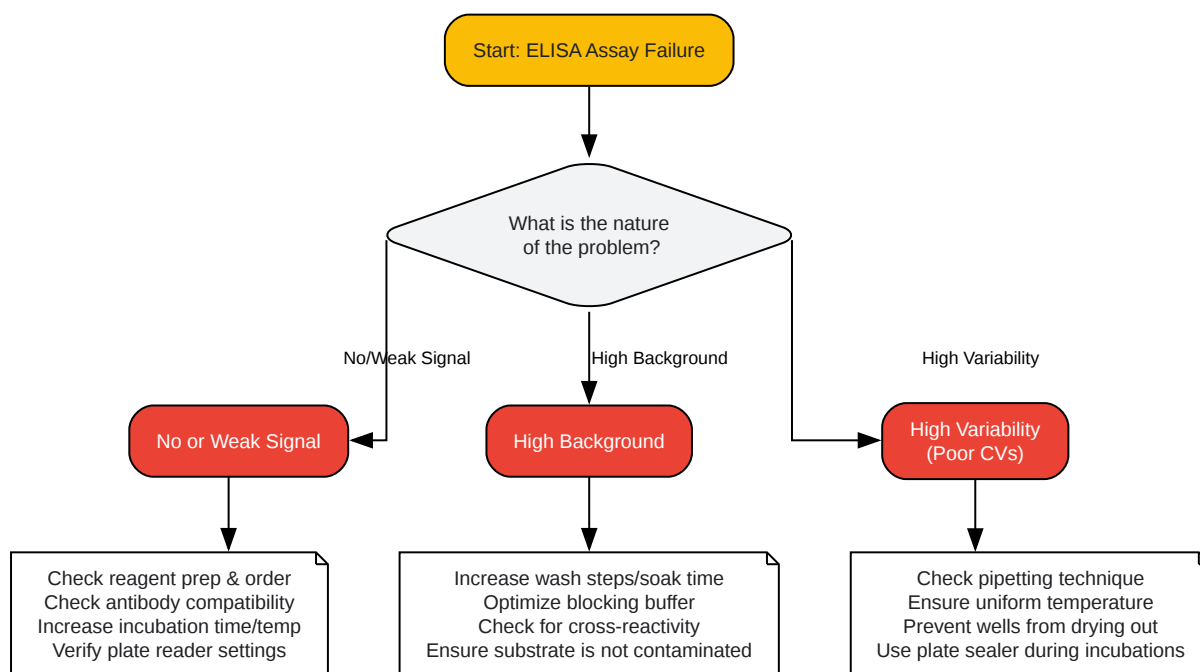 Start: ELISA Assay Failure
What is the nature
of the problem?
No/Weak Signal
High Background
High Variability
No or Weak Signal
High Background
High Variability
(Poor CVs)
Check reagent prep & order
Check antibody compatibility
Increase incubation time/temp
Verify plate reader settings
Increase wash steps/soak time
Optimize blocking buffer
Check for cross-reactivity
Ensure substrate is not contaminated
Check pipetting technique
Ensure uniform temperature
Prevent wells from drying out
Use plate sealer during incubations